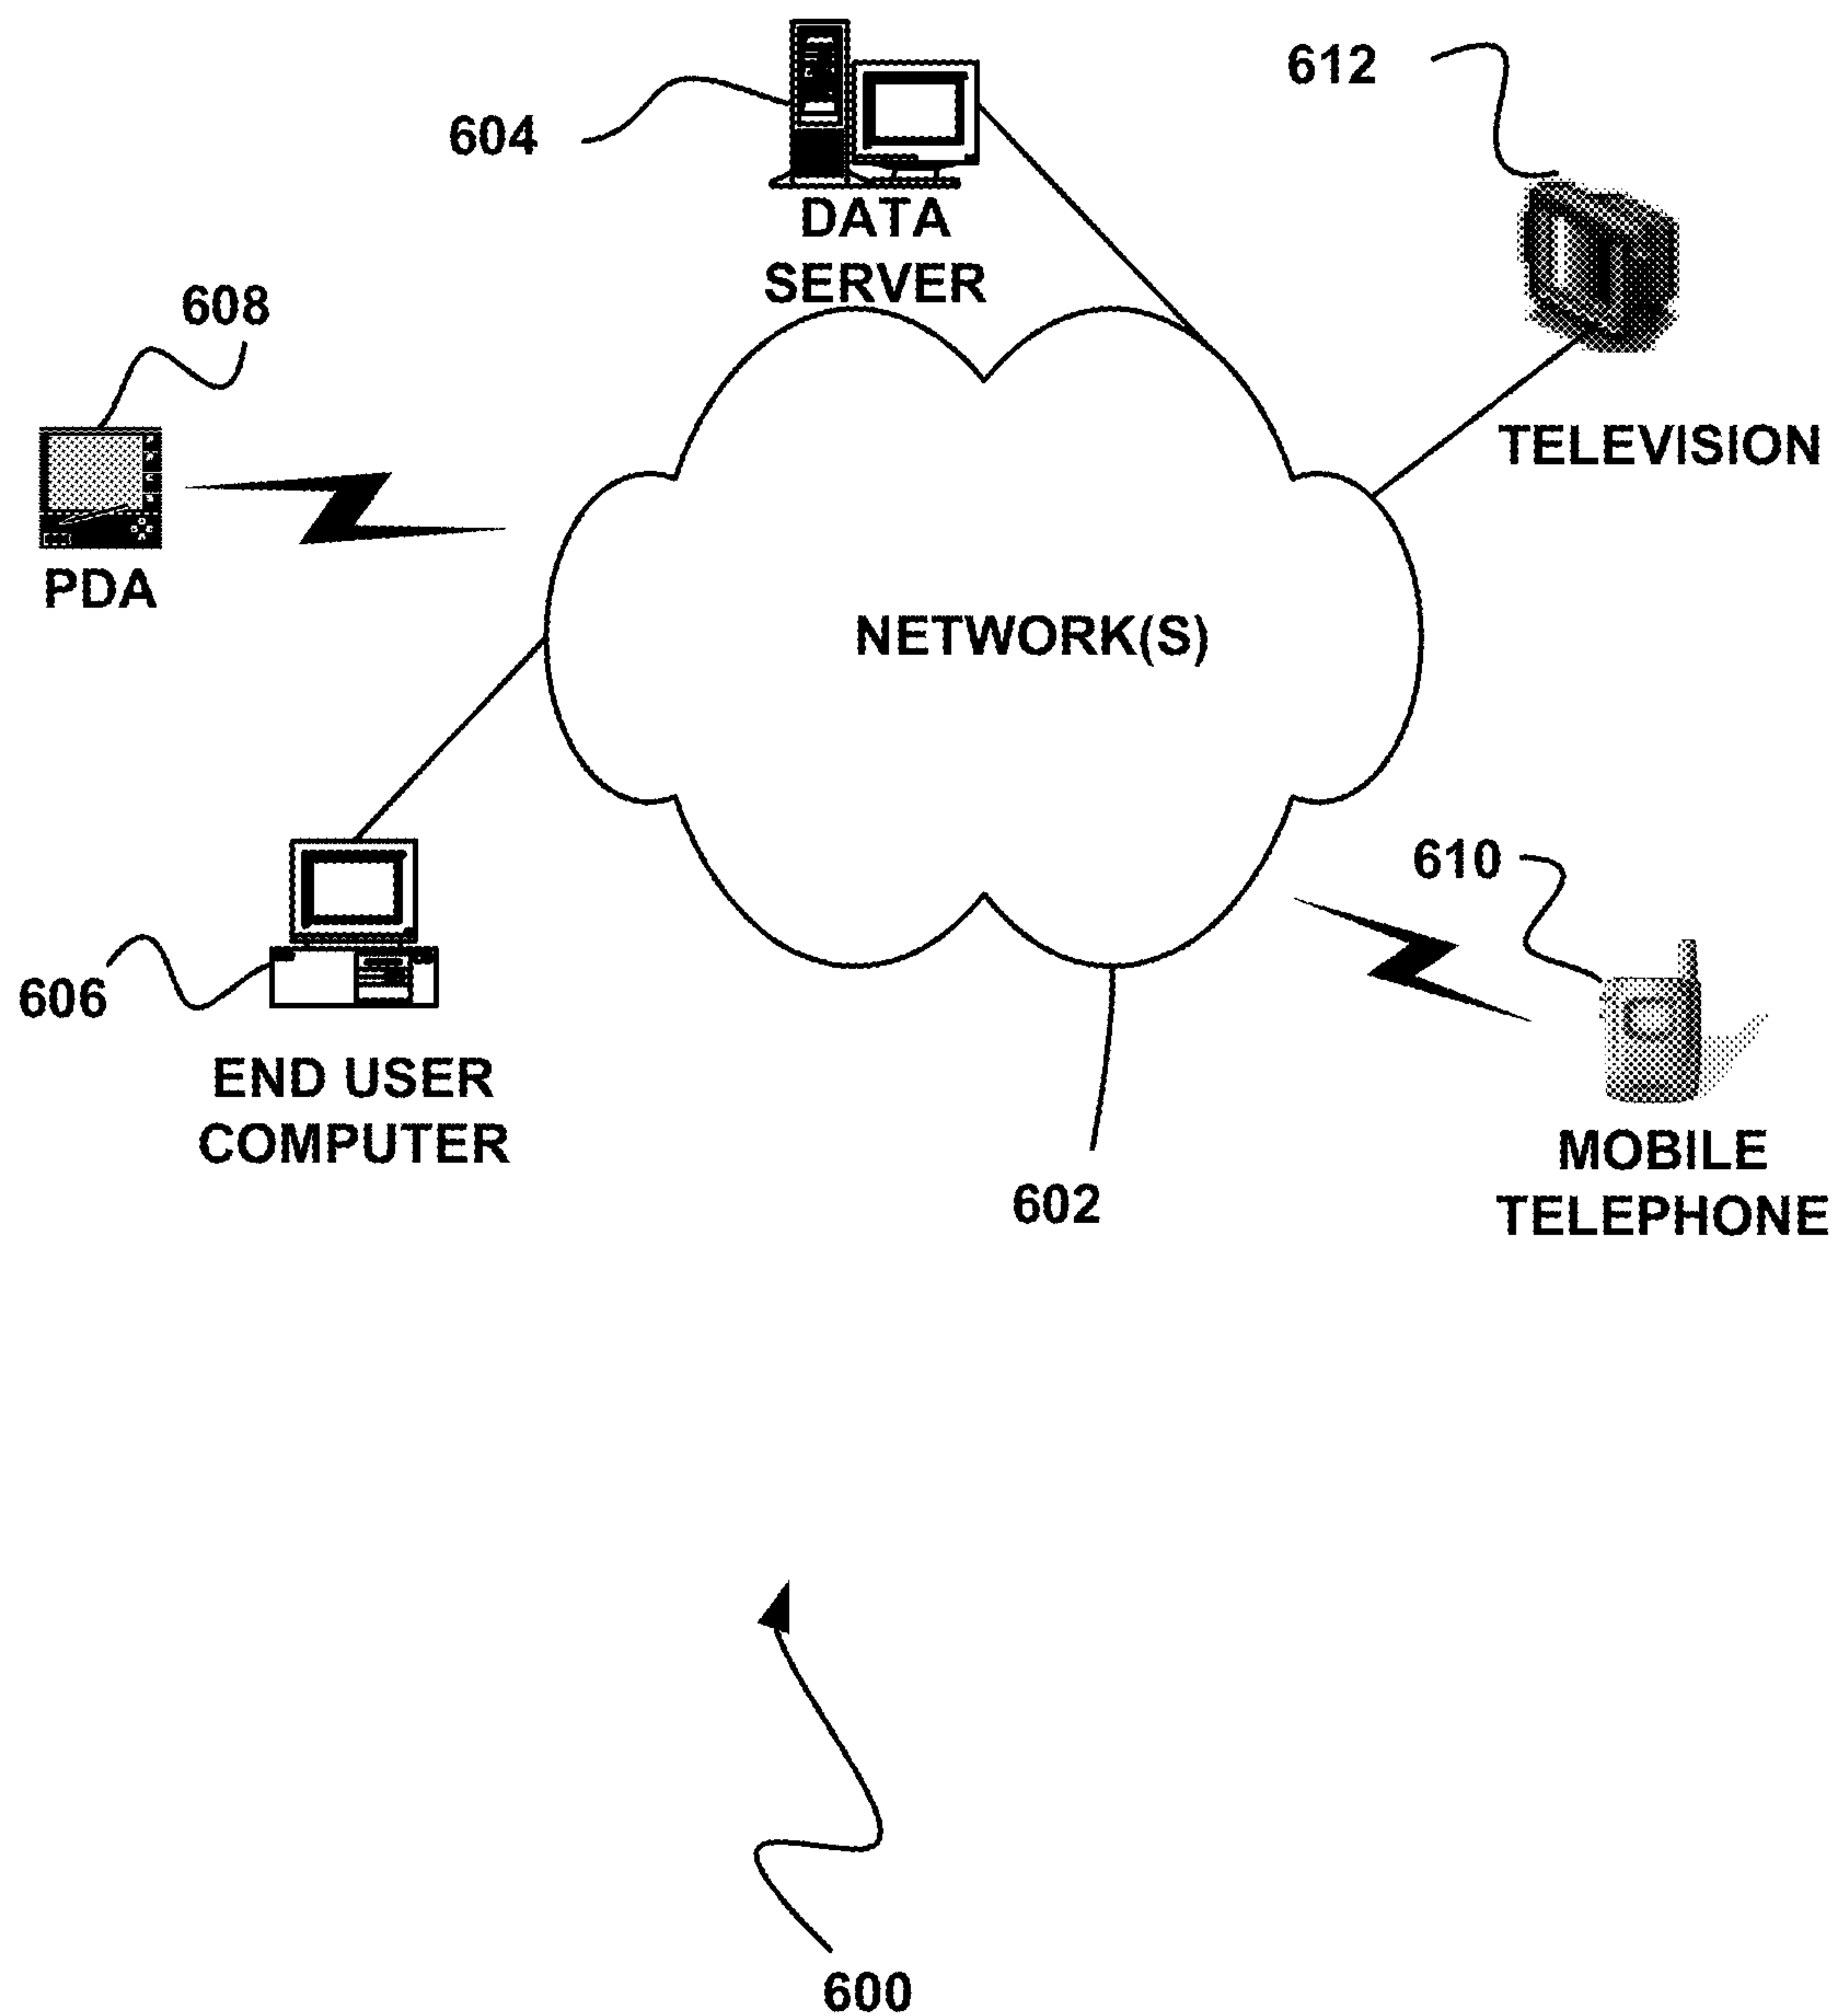 612
604
DATA
SERVER
608
TELEVISION
PDA
NETWORK(S)
610
606
END USER
COMPUTER
MOBILE
TELEPHONE
602
600